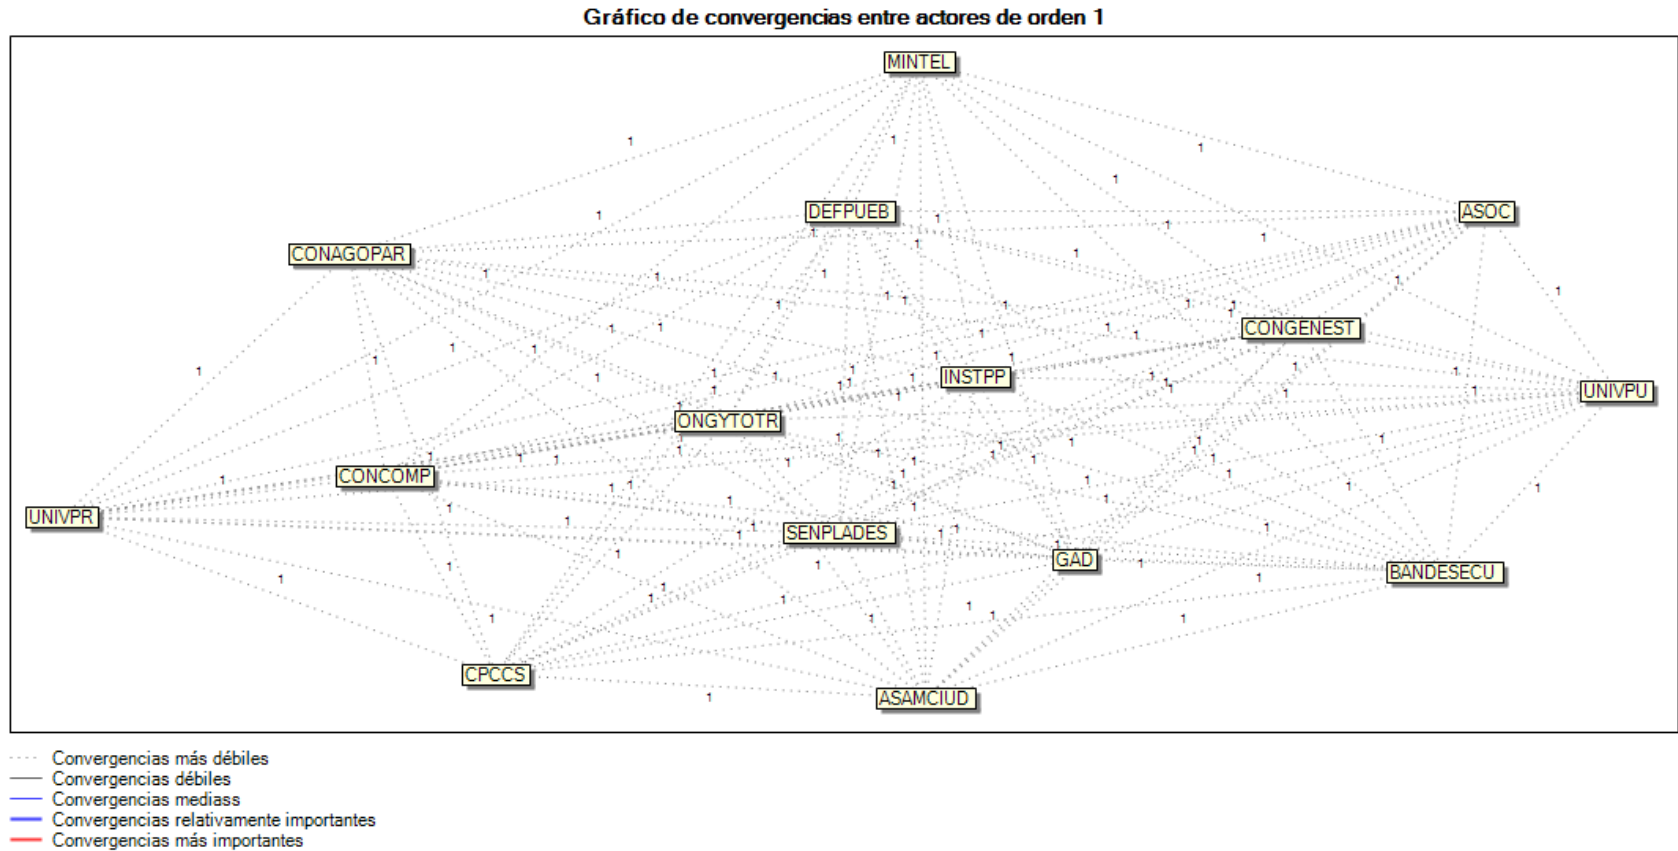 Gráfico de convergencias entre actores de orden 1
MINTEL
DEFPUEB
ASOC
CONAGOPAR
CONGENEST
INSTPP
UNIVPU
ONGYTOTR
CONCOMP
UNIVPR
SENPLADES
GAD
BANDESECU
CPCCS
ASAMCIUD
Convergencias más débiles
Convergencias débiles
Convergencias mediass
Convergencias relativamente importantes
Convergencias más importantes